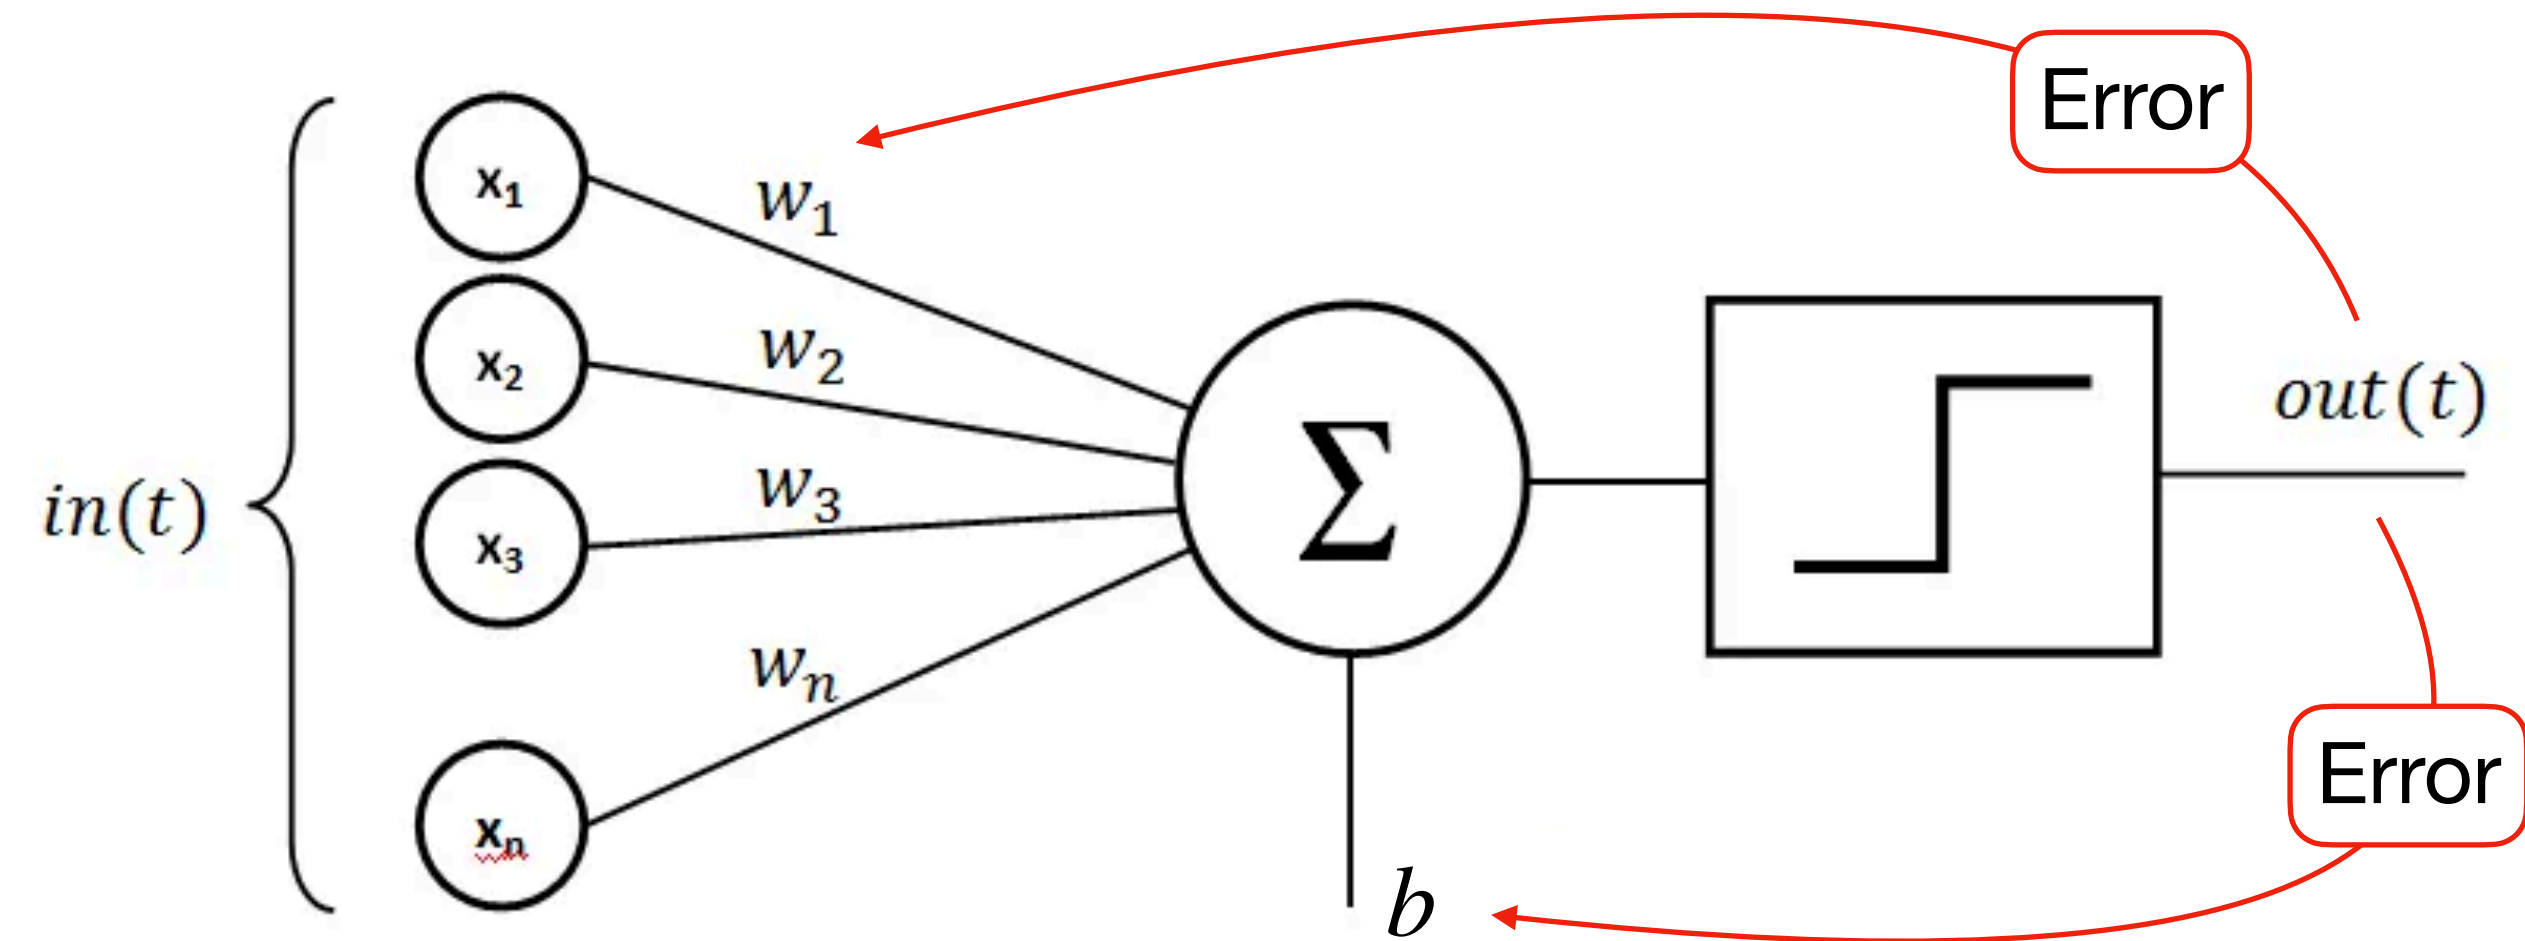 Error
x₁
w₁
w₂
x₂
out(t)
in(t)
w₃
x₃
Σ
wₙ
Error
xₙ
b